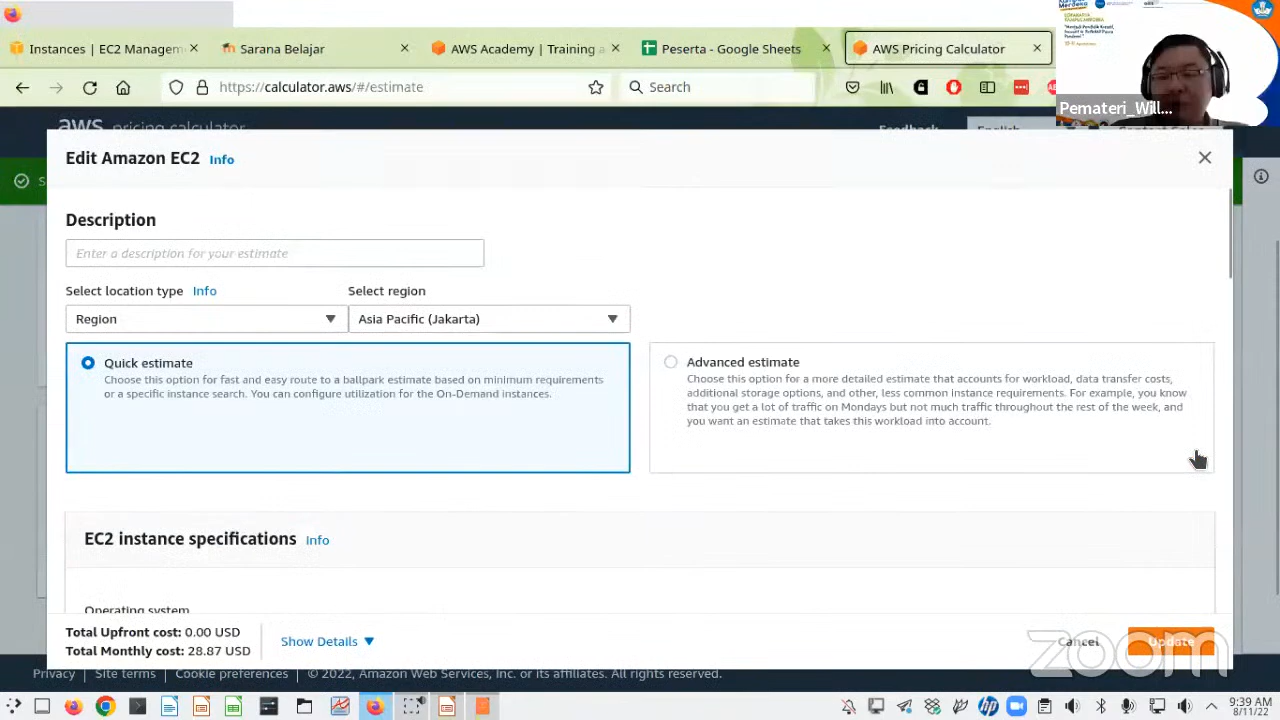 Instances | EC2 Managem
Sarana Belajar
AWS Academy | Training a
Peserta - Google Sheets
AWS Pricing Calculator
https://calculator.aws/#/estimate
Search
Pemateri_Will...
aws pricing calculator
Feedback
English
Contact Sales
Edit Amazon EC2 Info
Description
Enter a description for your estimate
Select location type Info
Select region
Region
Asia Pacific (Jakarta)
Quick estimate
Choose this option for fast and easy route to a ballpark estimate based on minimum requirements
or a specific instance search. You can configure utilization for the On-Demand instances.
Advanced estimate
Choose this option for a more detailed estimate that accounts for workload, data transfer costs,
additional storage options, and other, less common instance requirements. For example, you know
that you get a lot of traffic on Mondays but not much traffic throughout the rest of the week, and
you want an estimate that takes this workload into account.
EC2 instance specifications Info
Operating system
Total Upfront cost: 0.00 USD
Total Monthly cost: 28.87 USD
Show Details
Cancel
Update
zoom
Privacy | Site terms | Cookie preferences | © 2022, Amazon Web Services, Inc. or its affiliates. All rights reserved.
9:39 AM
8/11/22